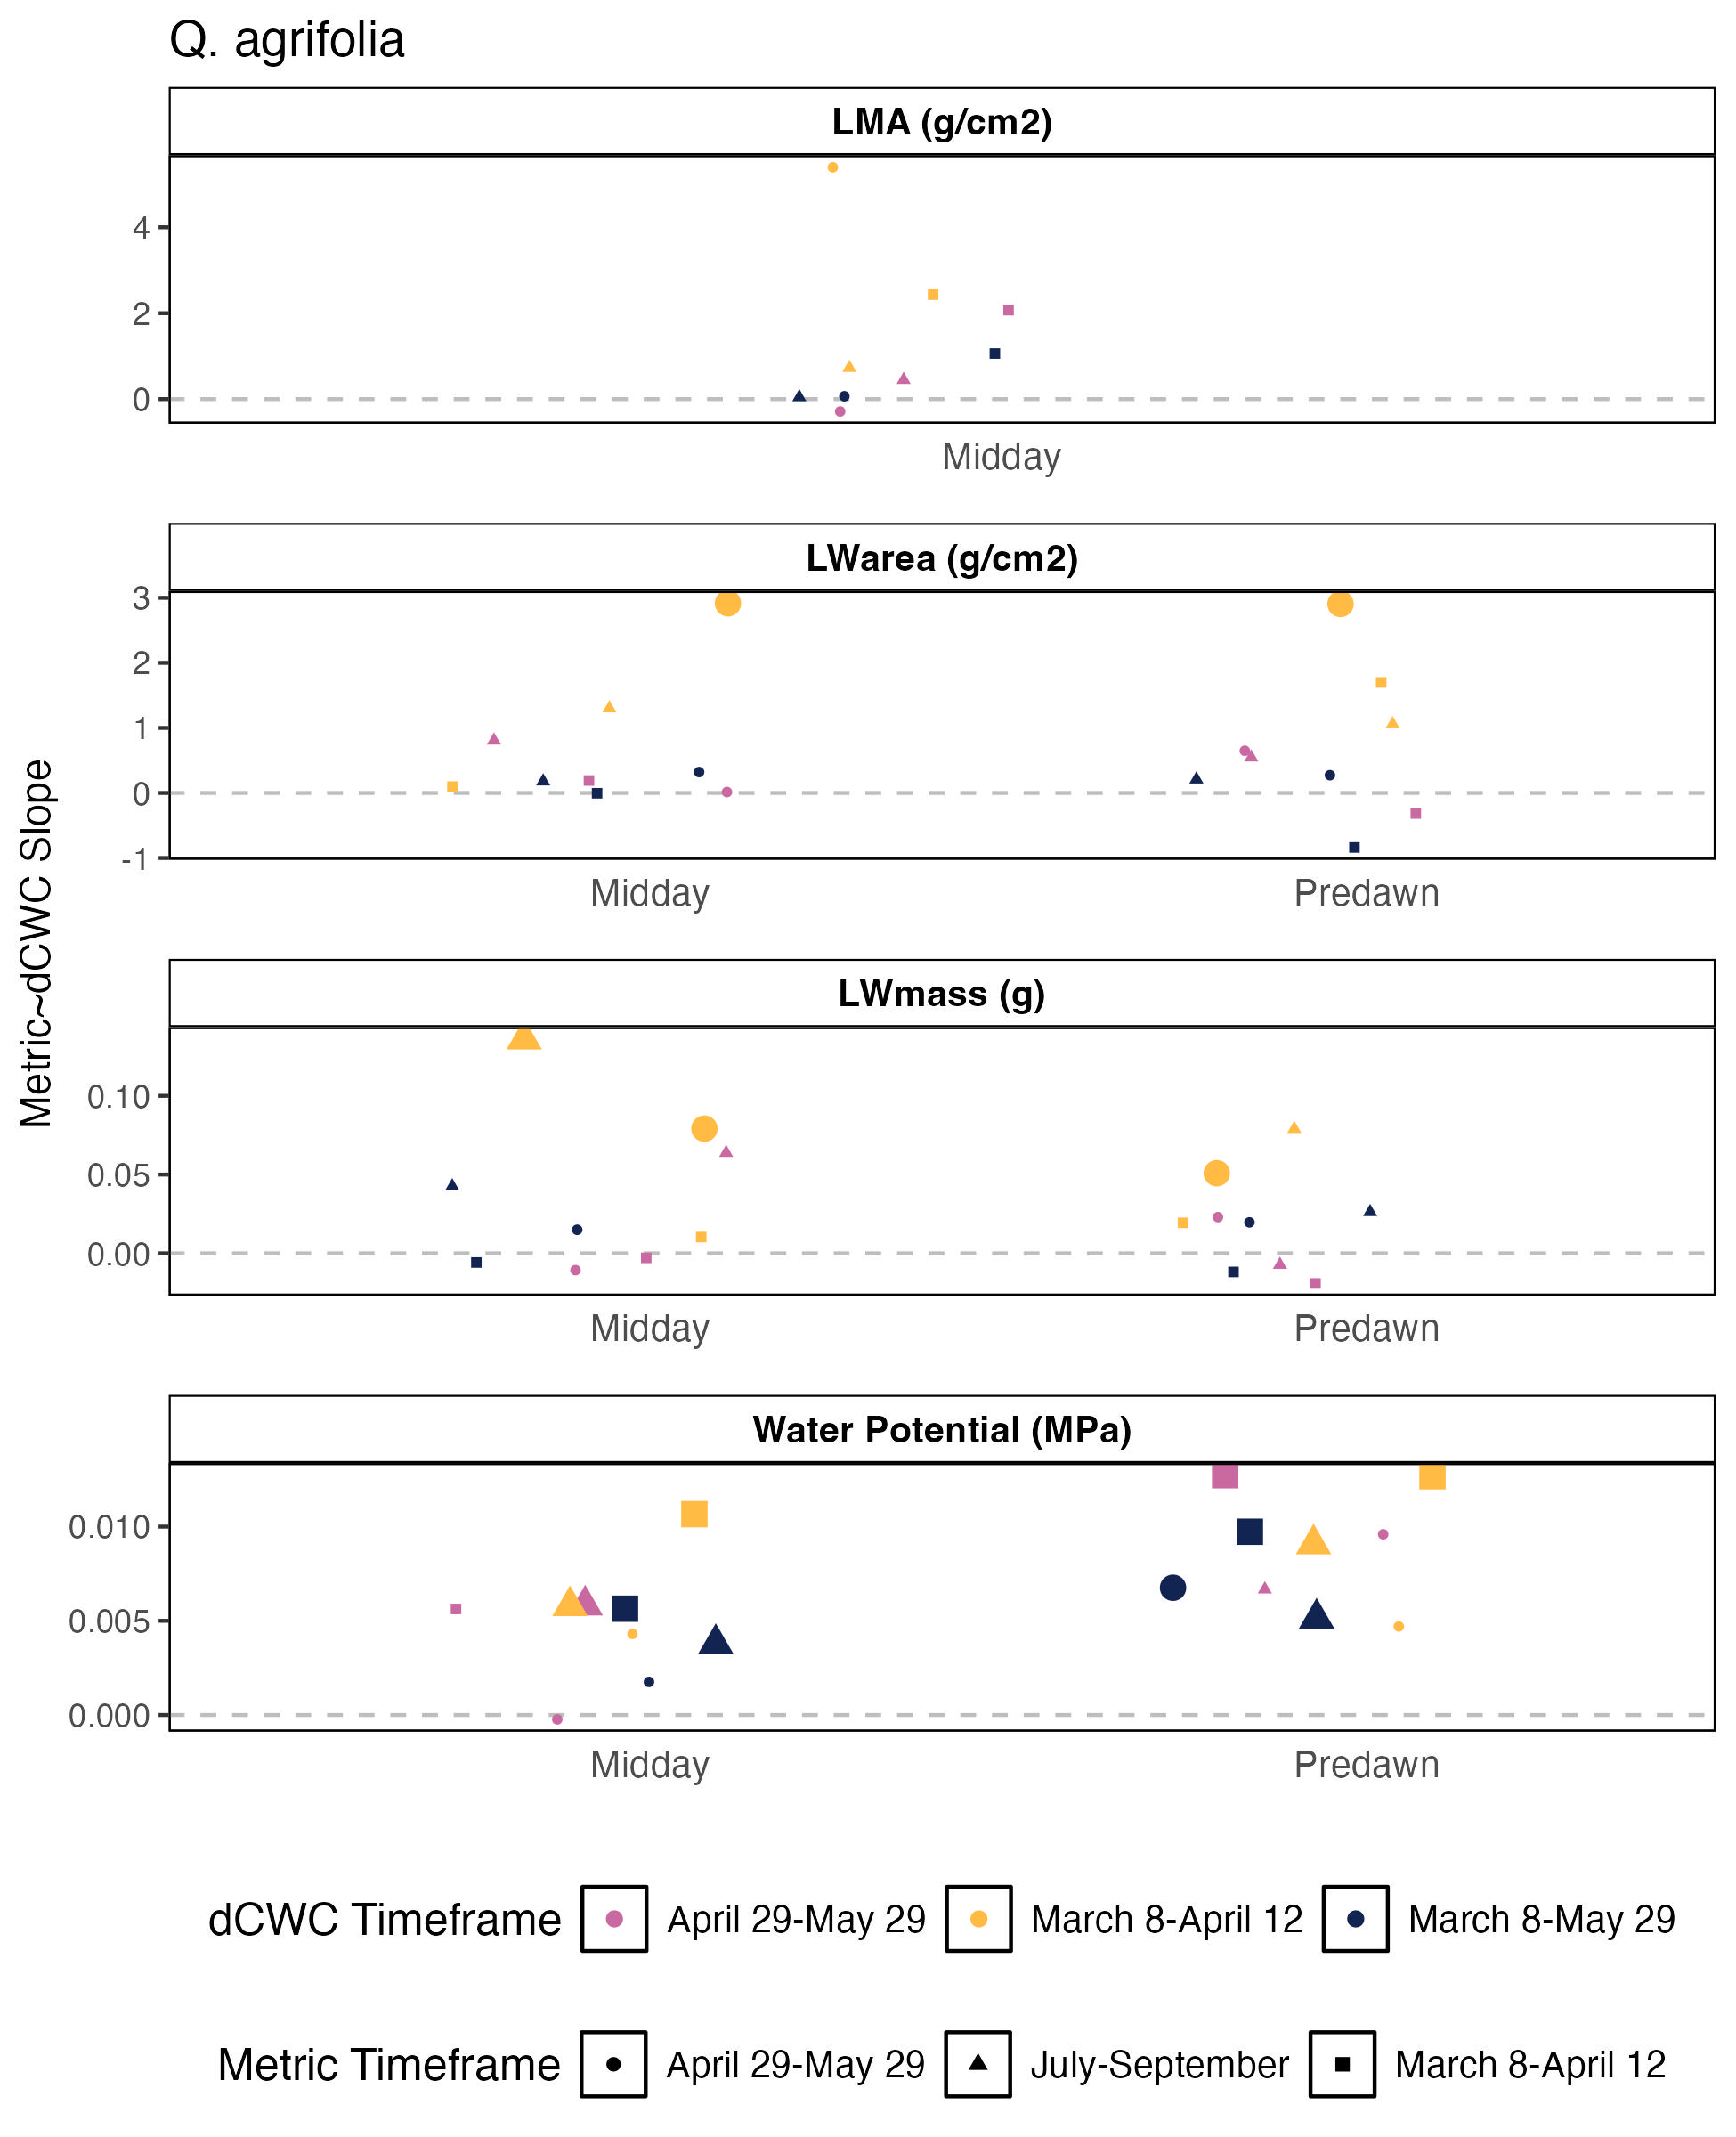 Q. agrifolia
LMA (g/cm2)
4
2
0
Midday
LWarea (g/cm2)
3
2
1
0
-1
Midday Predawn
Metric~dCWC Slope
LWmass (g)
0.10
0.05
0.00
Midday Predawn
Water Potential (MPa)
0.010
0.005
0.000
Midday Predawn
dCWC Timeframe April 29-May 29 March 8-April 12 March 8-May 29
Metric Timeframe April 29-May 29 July-September March 8-April 12